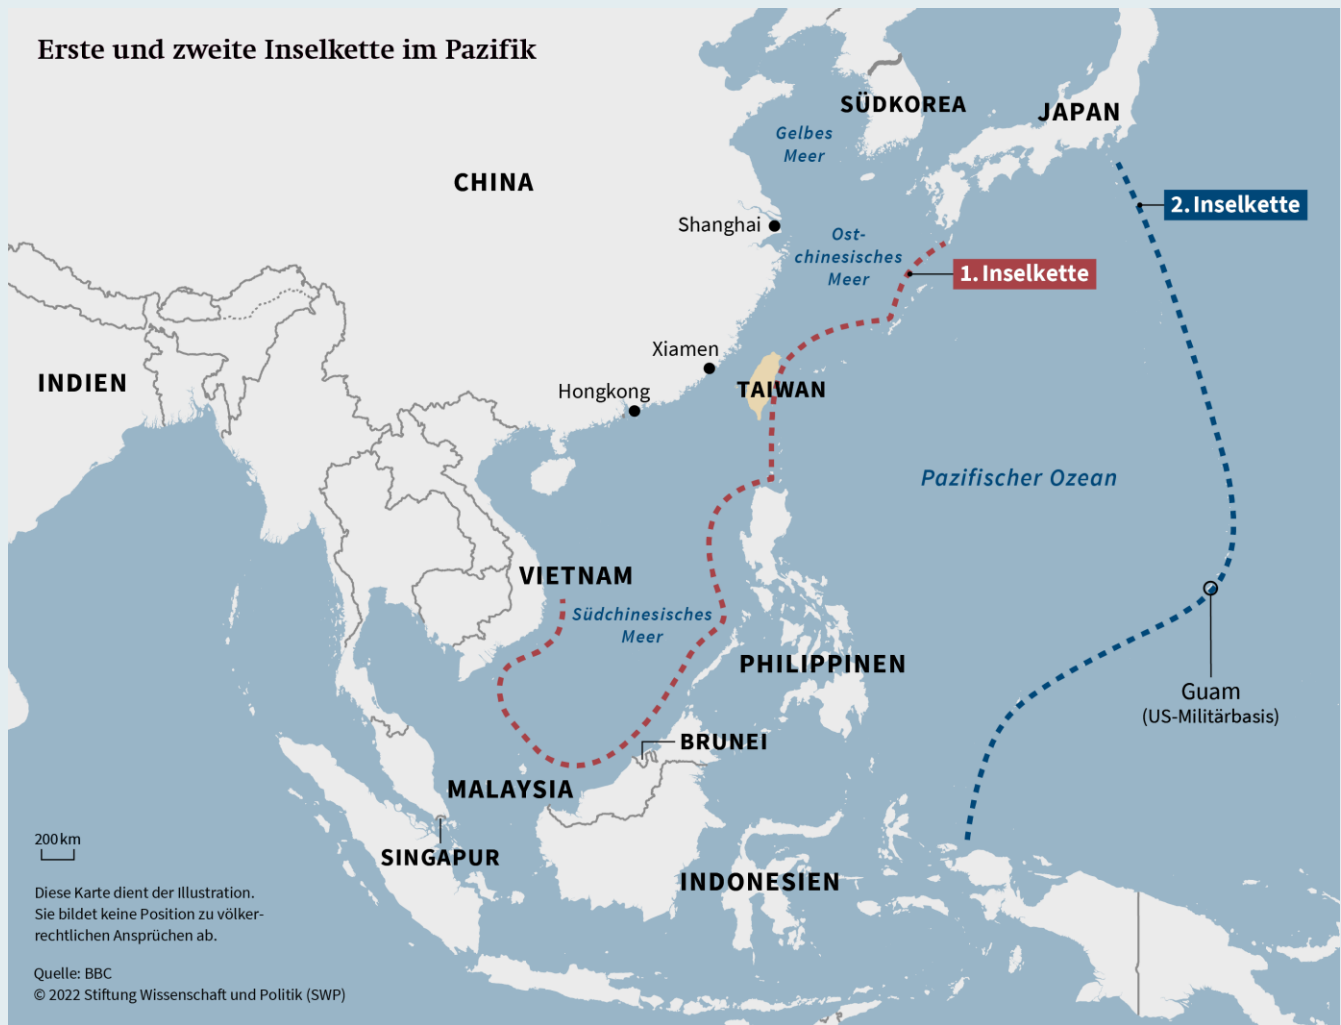 Erste und zweite Inselkette im Pazifik
SÜDKOREA
JAPAN
Gelbes
Meer
CHINA
2. Inselkette
Shanghai
Ost-
chinesisches
Meer
1. Inselkette
Xiamen
INDIEN
TAIWAN
Hongkong
Pazifischer Ozean
VIETNAM
Südchinesisches
Meer
PHILIPPINEN
Guam
(US-Militärbasis)
BRUNEI
MALAYSIA
200 km
SINGAPUR
INDONESIEN
Diese Karte dient der Illustration.
Sie bildet keine Position zu völker-
rechtlichen Ansprüchen ab.
Quelle: BBC
© 2022 Stiftung Wissenschaft und Politik (SWP)